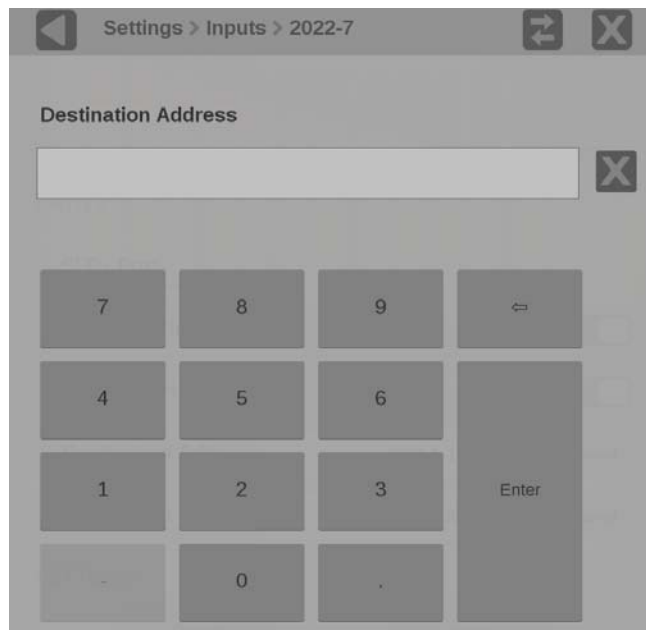 Settings > Inputs > 2022-7
Destination Address
7 8 9 ⇦
4 5 6
1 2 3 Enter
- 0 .